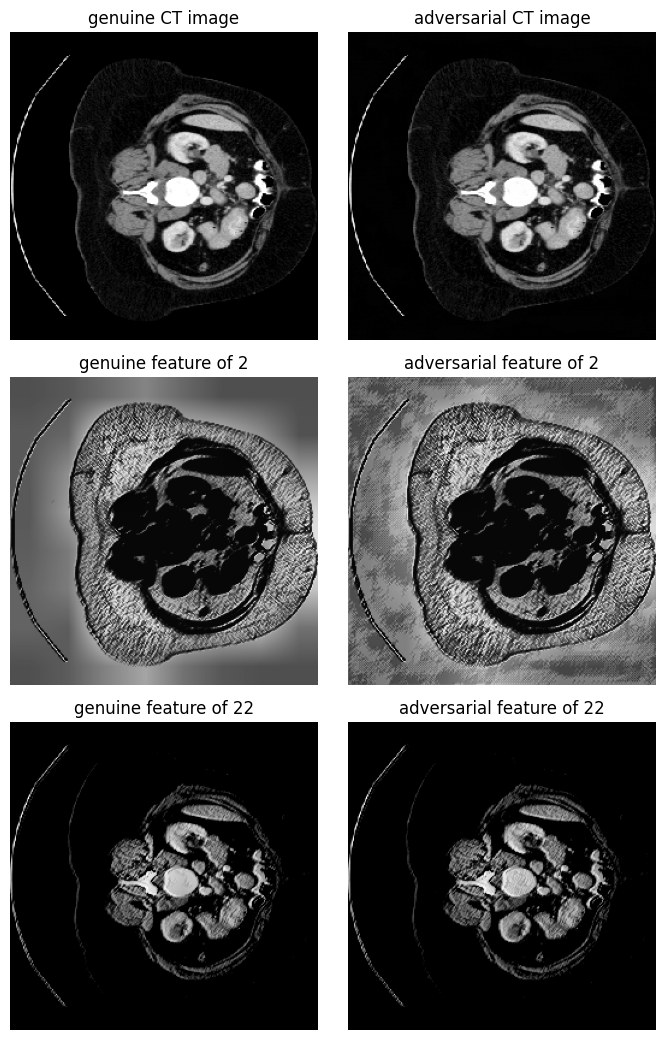 genuine CT image
adversarial CT image
genuine feature of 2
adversarial feature of 2
genuine feature of 22
adversarial feature of 22